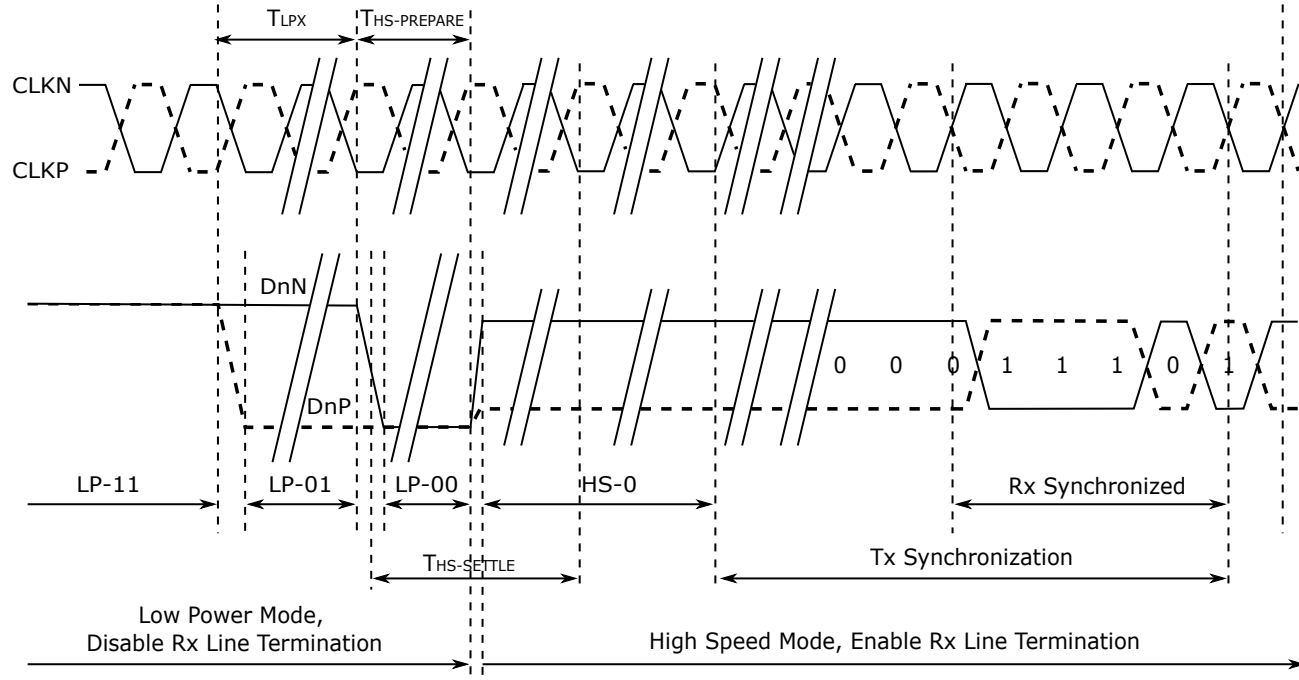 TLPX
THS-PREPARE
CLKN
CLKP
DnN
DnP
0 0 0 1 1 1 0 1
LP-11
LP-01
LP-00
HS-0
Rx Synchronized
THS-SETTLE
Tx Synchronization
Low Power Mode,
Disable Rx Line Termination
High Speed Mode, Enable Rx Line Termination